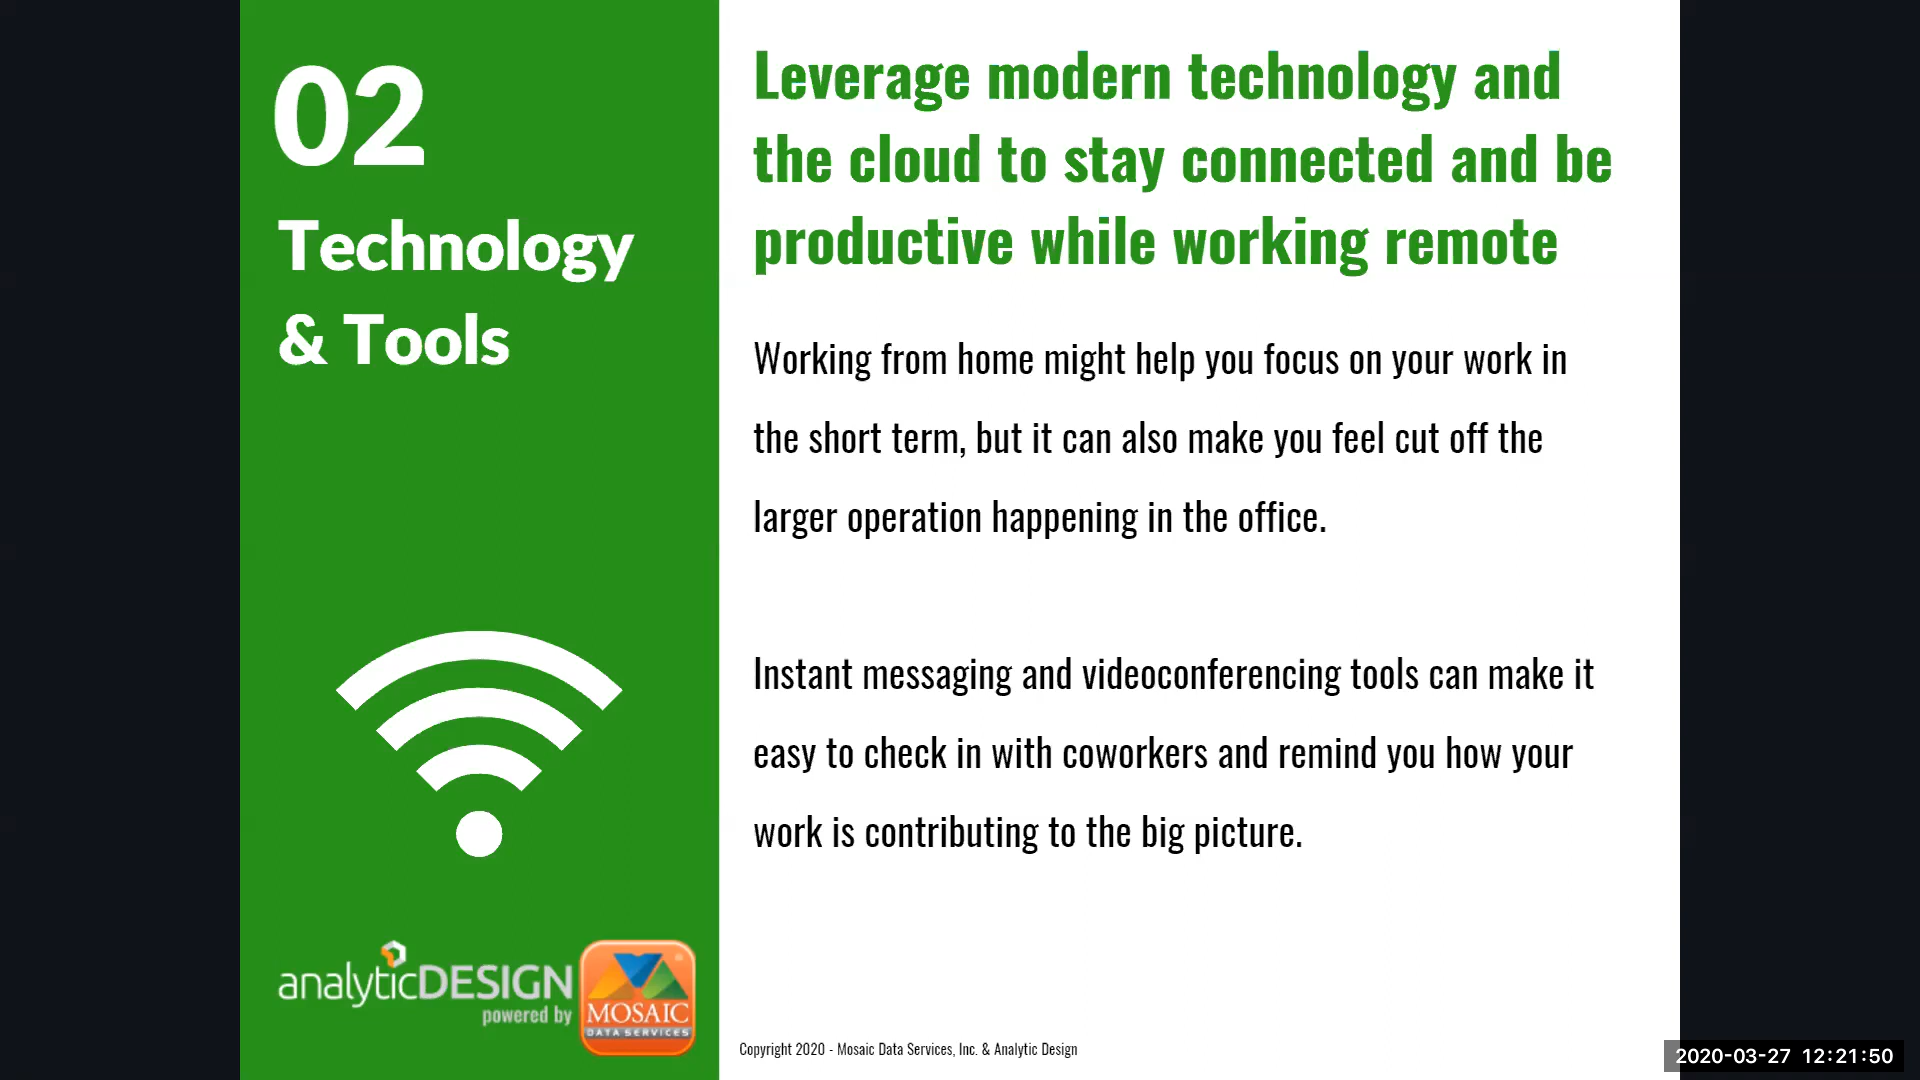 02
Technology
& Tools
analyticDESIGN
powered by
MOSAIC
DATA SERVICES
Leverage modern technology and
the cloud to stay connected and be
productive while working remote
Working from home might help you focus on your work in
the short term, but it can also make you feel cut off the
larger operation happening in the office.
Instant messaging and videoconferencing tools can make it
easy to check in with coworkers and remind you how your
work is contributing to the big picture.
Copyright 2020 - Mosaic Data Services, Inc. & Analytic Design
2020-03-27 12:21:50